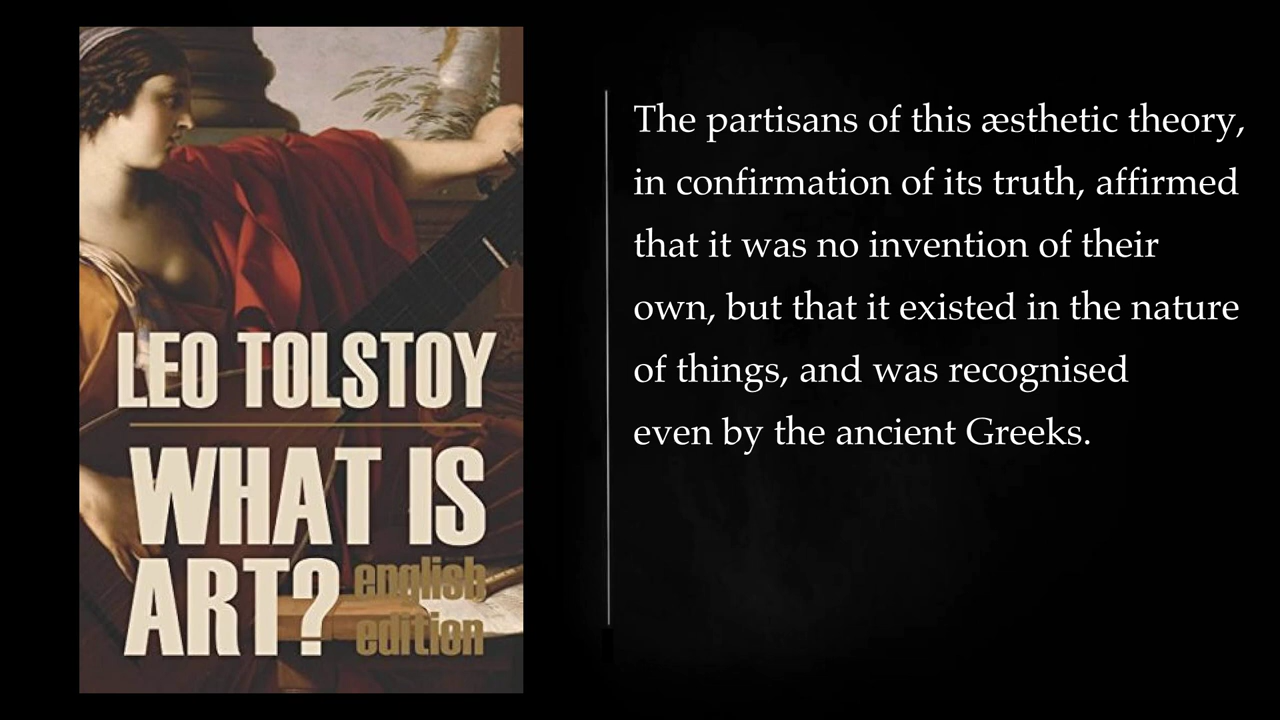 LEO TOLSTOY
WHAT IS
ART?
english
edition
The partisans of this æsthetic theory,
in confirmation of its truth, affirmed
that it was no invention of their
own, but that it existed in the nature
of things, and was recognised
even by the ancient Greeks.